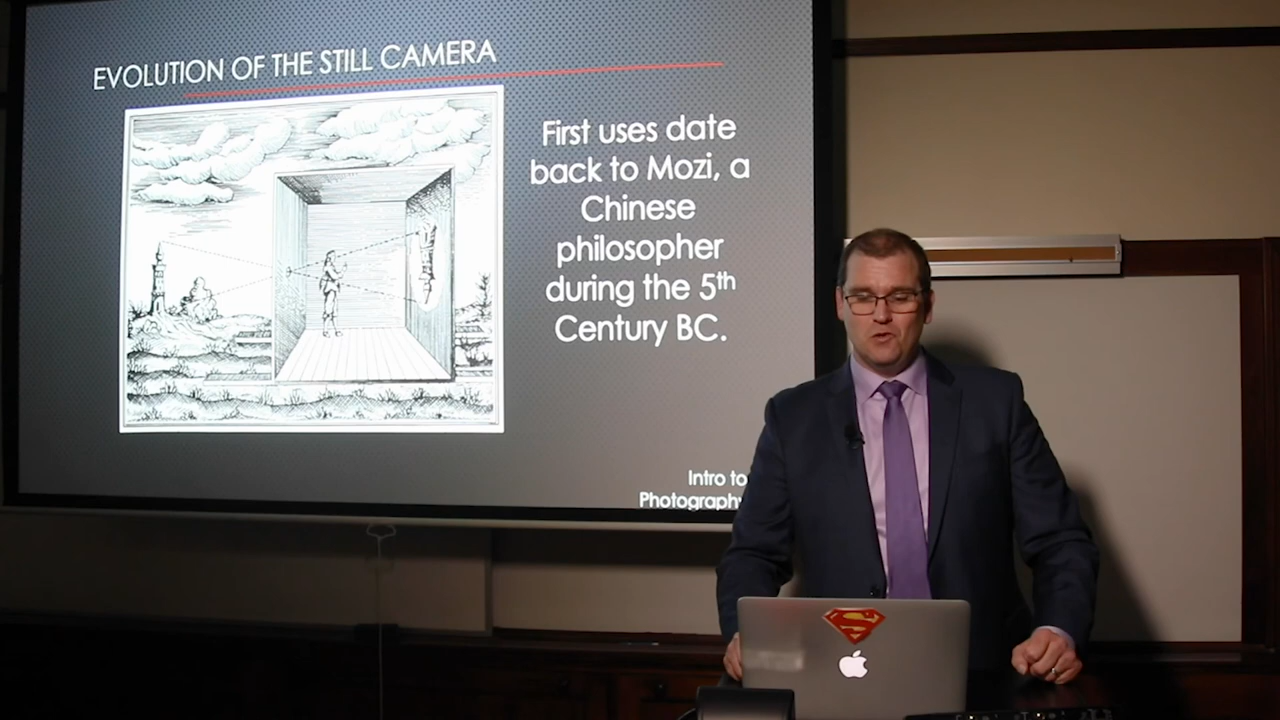 EVOLUTION OF THE STILL CAMERA
First uses date
back to Mozi, a
Chinese
philosopher
during the 5th
Century BC.
Intro to
Photography